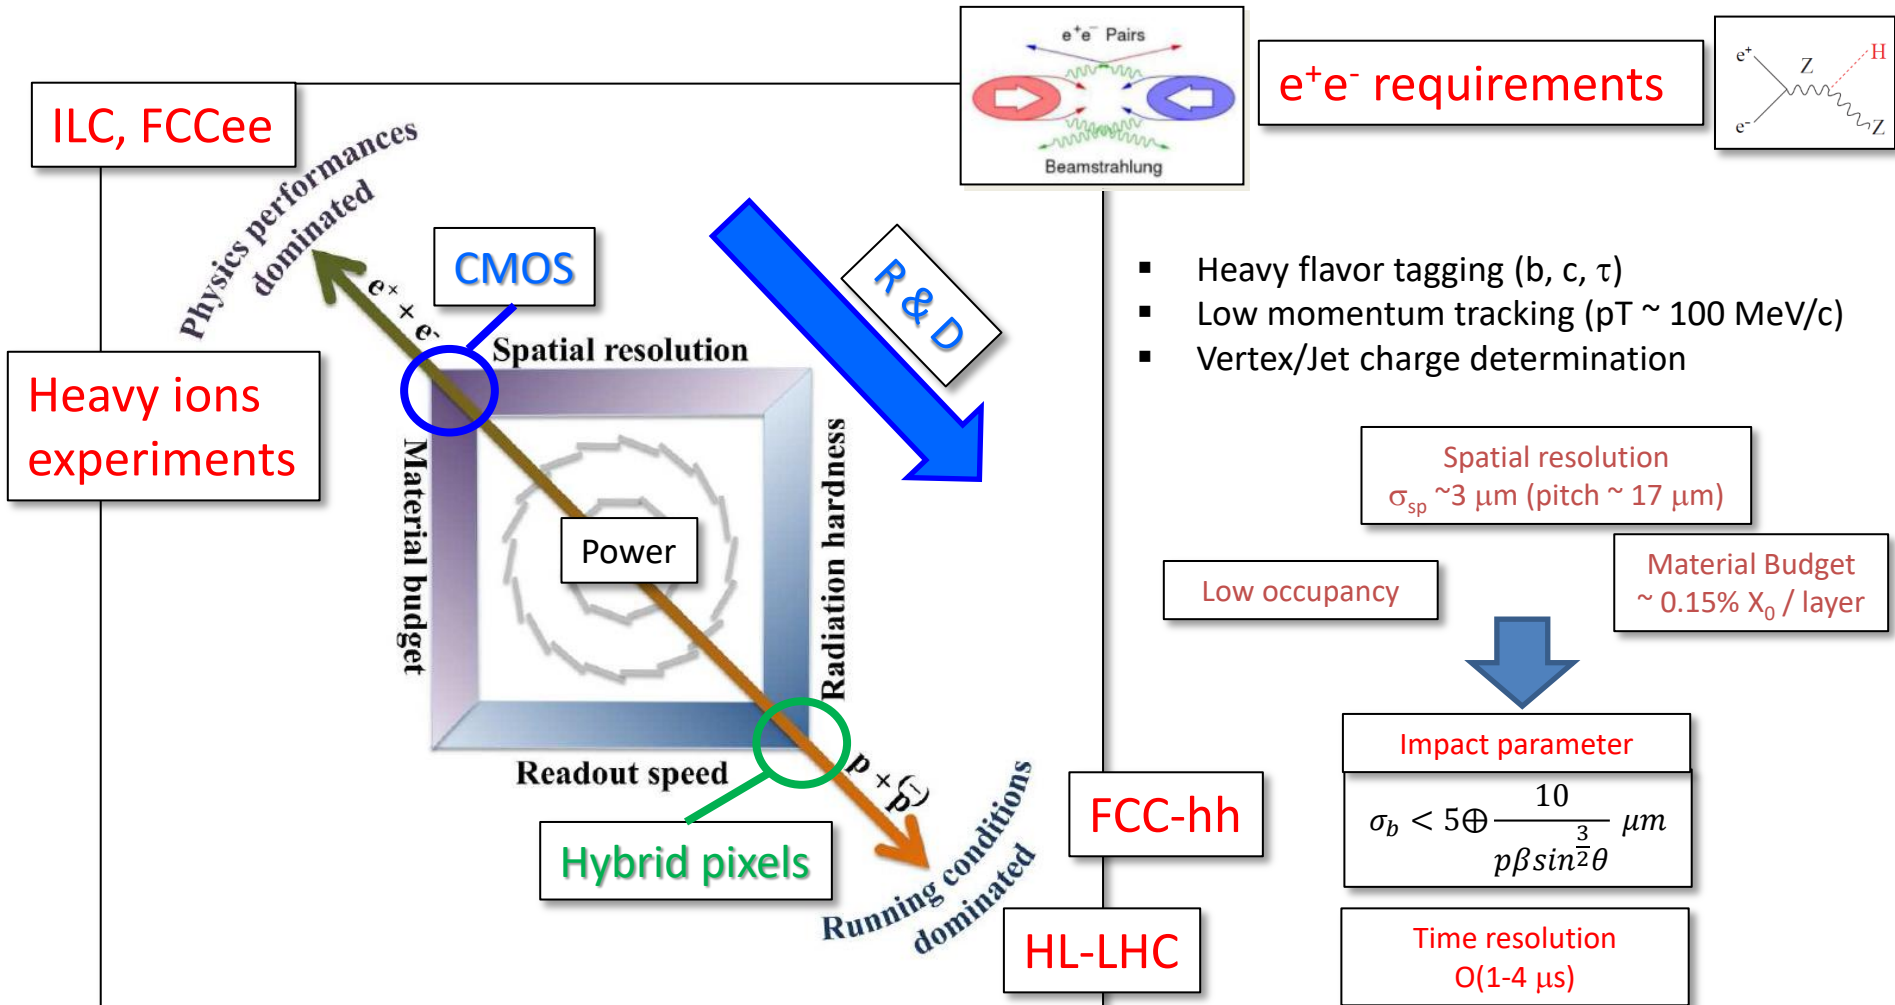 e⁺e⁻ Pairs
Beamstrahlung
e⁺e⁻ requirements
e⁺
e⁻
Z
H
Z
ILC, FCCee
Physics performances
dominated
CMOS
e⁺ + e⁻
R & D
Heavy ions
experiments
Spatial resolution
Material budget
Power
Radiation hardness
Readout speed
p + p(−)
Hybrid pixels
Running conditions
dominated
FCC-hh
HL-LHC
▪ Heavy flavor tagging (b, c, τ)
▪ Low momentum tracking (pT ~ 100 MeV/c)
▪ Vertex/Jet charge determination
Spatial resolution
σ_sp ~3 μm (pitch ~ 17 μm)
Low occupancy
Material Budget
~ 0.15% X₀ / layer
Impact parameter
σ_b < 5⊕ 10 / (pβsin^(3/2)θ) μm
Time resolution
O(1-4 μs)